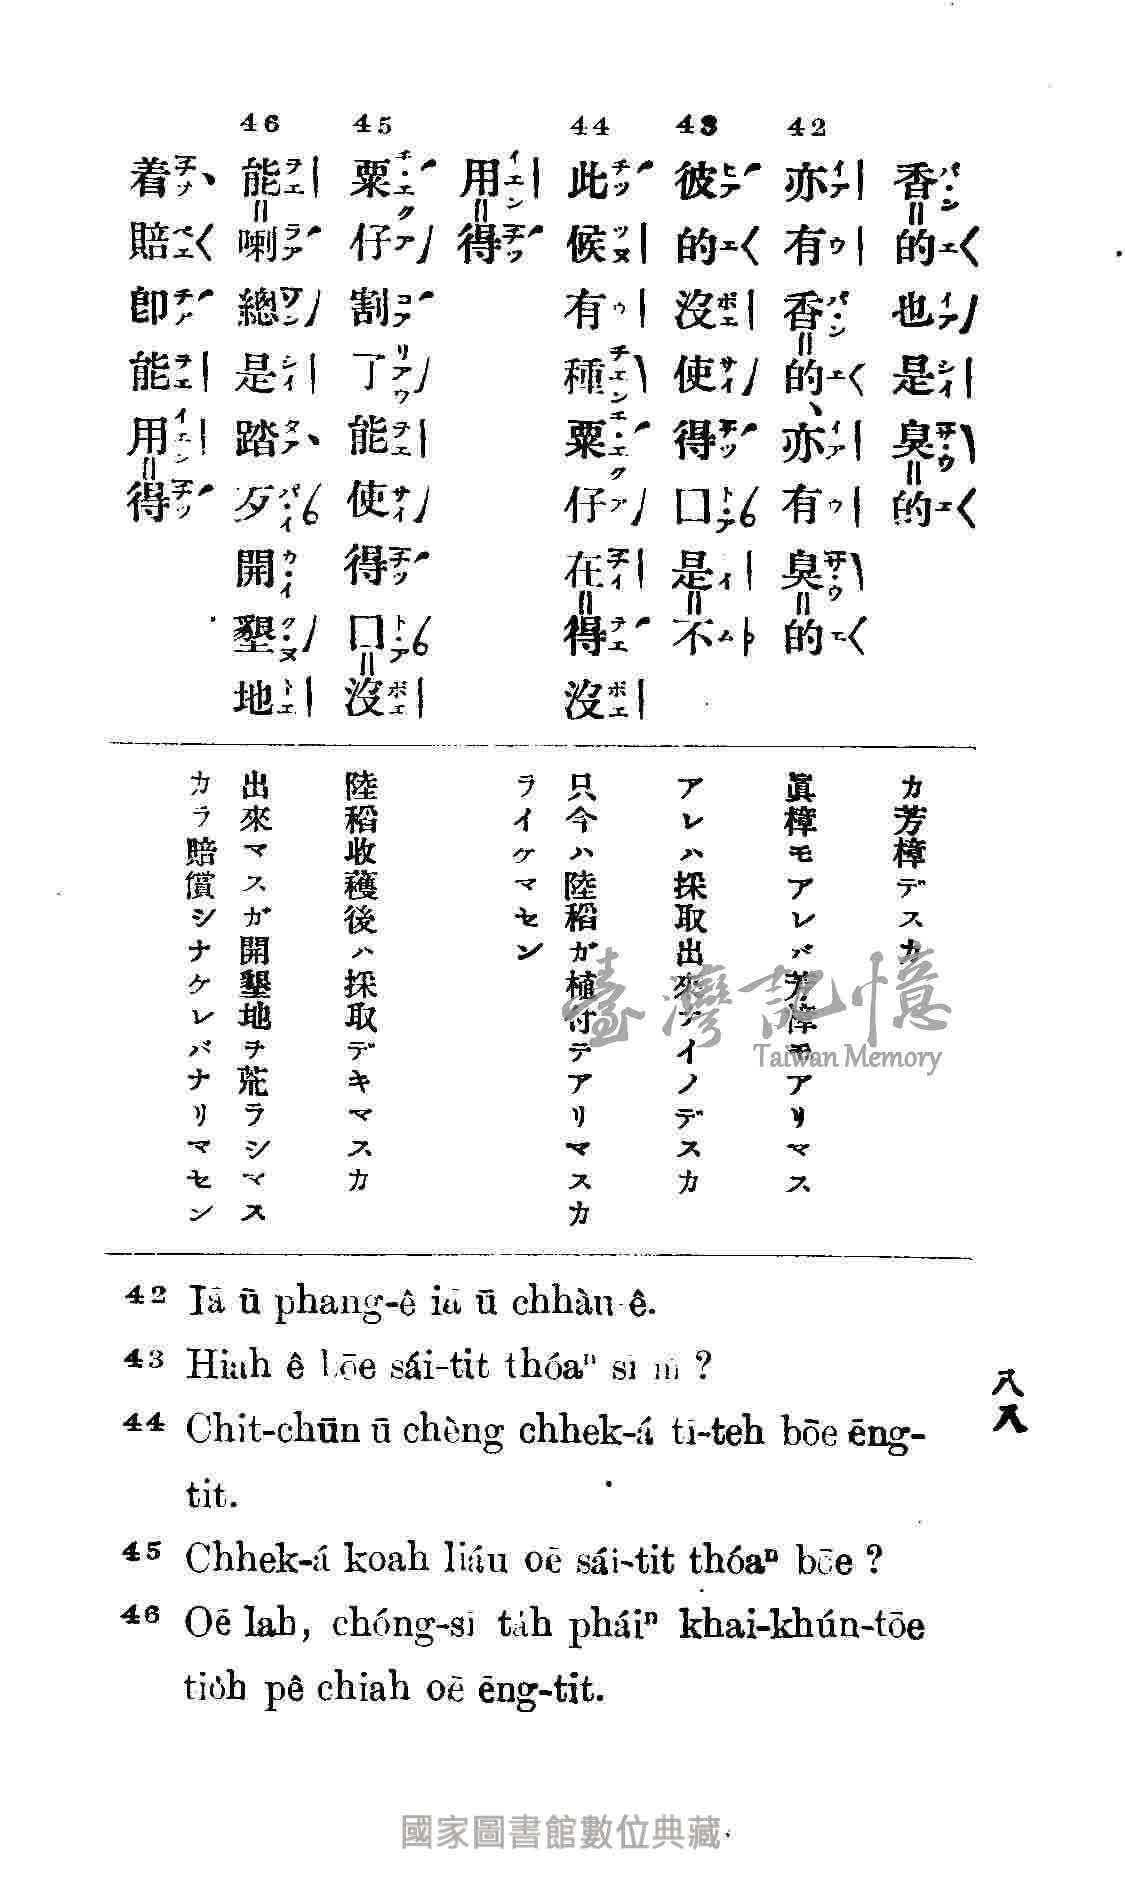 香的也是臭的
42 亦有香的、亦有臭的
43 彼的沒使得口是不
44 此候有種粟仔在得沒
用得
45 粟仔割了能使得口沒
46 能喇總是踏歹開墾地
着賠卽能用得
カ芳樟デスカ
眞樟モアレバ芳樟モアリマス
アレハ採取出來ナイノデスカ
只今ハ陸稻ガ植付テアリマスカ
ライケマセン
陸稻收穫後ハ採取デキマスカ
出來マスガ開墾地ヲ荒ラシマス
カラ賠償シナケレバナリマセン
42 Iā ū phang-ê iā ū chhàu-ê.
43 Hiah ê bōe sái-tit thóaⁿ sī m̄ ?
44 Chit-chūn ū chèng chhek-á tī-teh bōe ēng-
tit.
45 Chhek-á koah liáu oē sái-tit thóaⁿ bōe ?
46 Oē lah, chóng-sī ta̍h pháiⁿ khai-khún-tōe
tio̍h pê chiah oē ēng-tit.
八八
臺灣記憶
Taiwan Memory
國家圖書館數位典藏